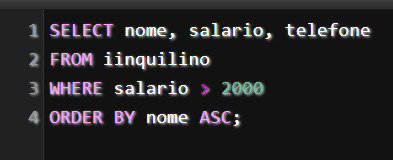 1 SELECT nome, salario, telefone
2 FROM iinquilino
3 WHERE salario > 2000
4 ORDER BY nome ASC;